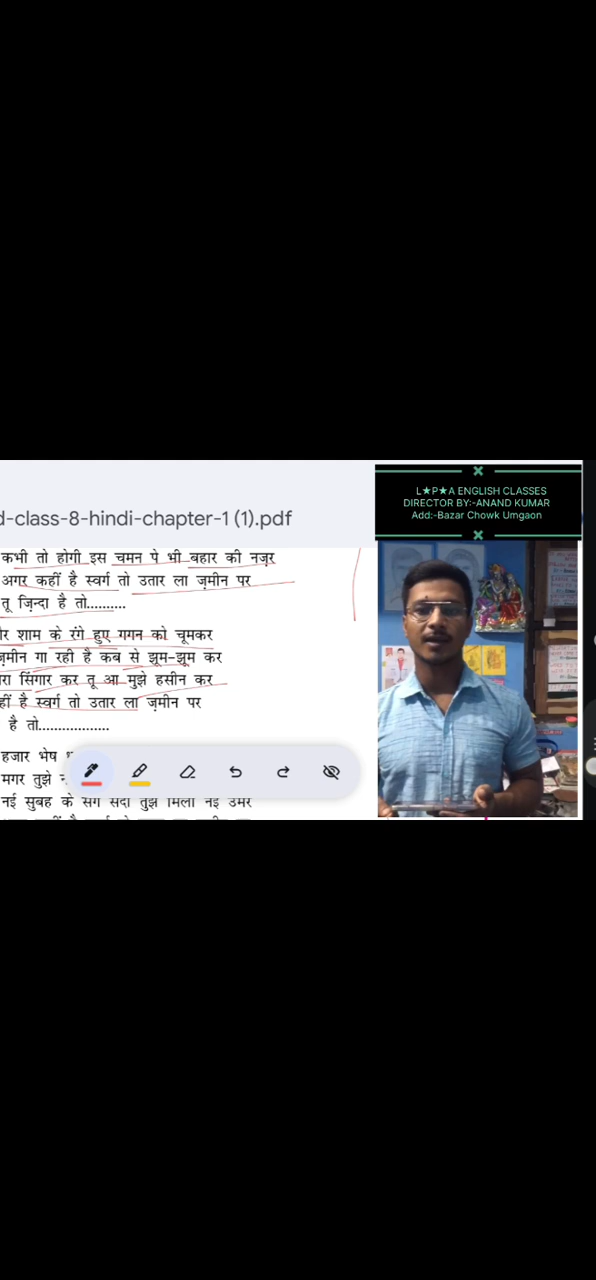 d-class-8-hindi-chapter-1 (1).pdf
L★P★A ENGLISH CLASSES
DIRECTOR BY:-ANAND KUMAR
Add:-Bazar Chowk Umgaon
कभी तो होगी इस चमन पे भी बहार की नज़र
अगर कहीं है स्वर्ग तो उतार ला ज़मीन पर
तू ज़िन्दा है तो..........
र शाम के रंगे हुए गगन को चूमकर
ज़मीन गा रही है कब से झूम-झूम कर
रा सिंगार कर तू आ मुझे हसीन कर
हीं है स्वर्ग तो उतार ला ज़मीन पर
है तो..................
हजार भेष
मगर तुझे
नई सुबह के संग सदा तुझे मिली नई उमर